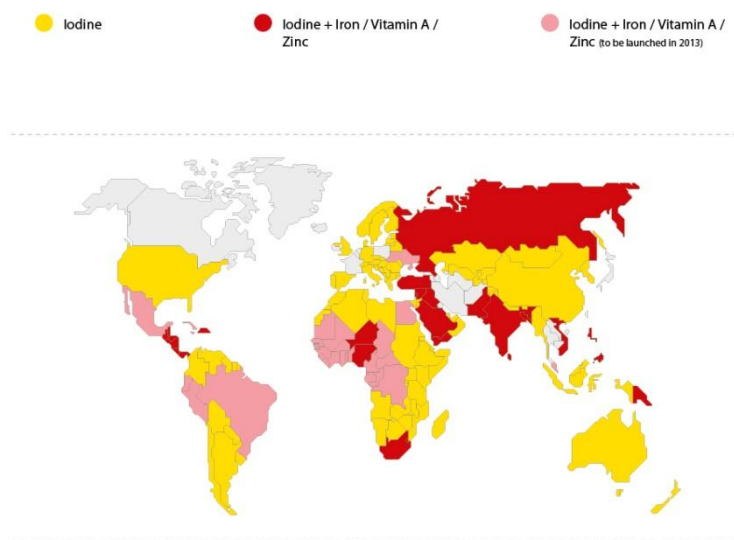 Iodine
Iodine + Iron / Vitamin A /
Zinc
Iodine + Iron / Vitamin A /
Zinc (to be launched in 2013)